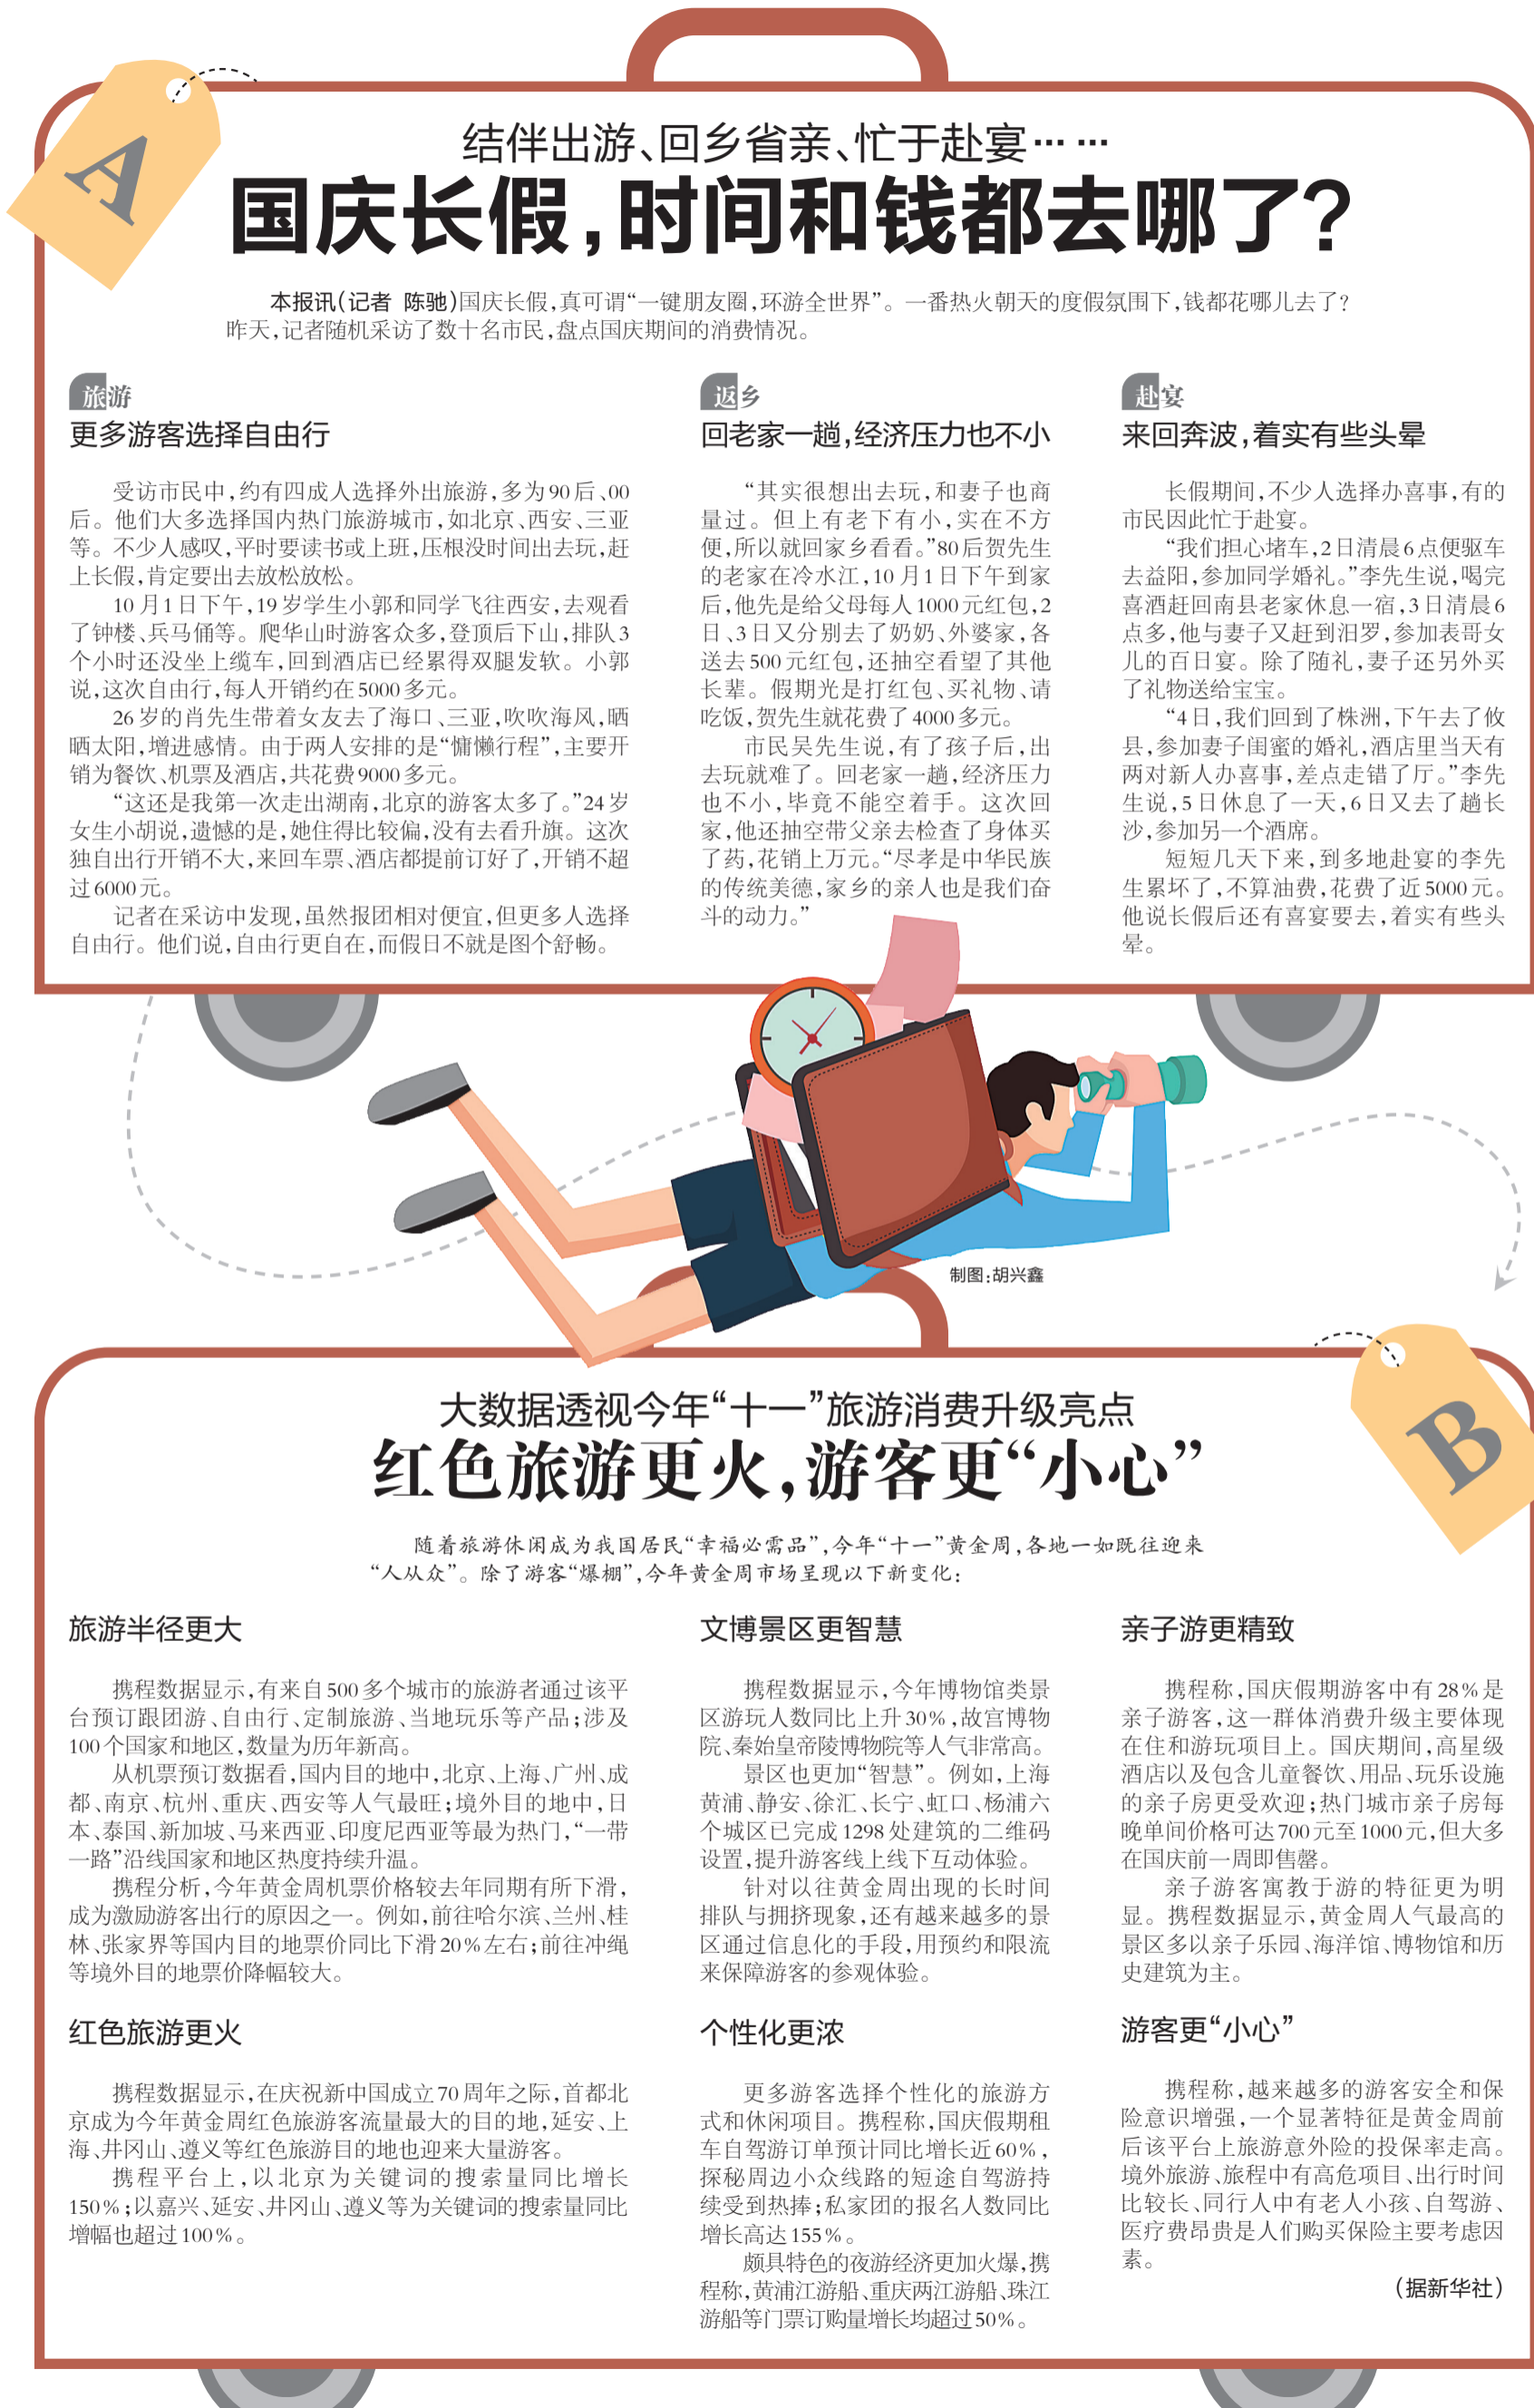 A
结伴出游、回乡省亲、忙于赴宴……
国庆长假,时间和钱都去哪了?
本报讯(记者 陈驰)国庆长假,真可谓“一键朋友圈,环游全世界”。一番热火朝天的度假氛围下,钱都花哪儿去了?
昨天,记者随机采访了数十名市民,盘点国庆期间的消费情况。
旅游
更多游客选择自由行
受访市民中,约有四成人选择外出旅游,多为90后、00
后。他们大多选择国内热门旅游城市,如北京、西安、三亚
等。不少人感叹,平时要读书或上班,压根没时间出去玩,赶
上长假,肯定要出去放松放松。
10月1日下午,19岁学生小郭和同学飞往西安,去观看
了钟楼、兵马俑等。爬华山时游客众多,登顶后下山,排队3
个小时还没坐上缆车,回到酒店已经累得双腿发软。小郭
说,这次自由行,每人开销约在5000多元。
26岁的肖先生带着女友去了海口、三亚,吹吹海风,晒
晒太阳,增进感情。由于两人安排的是“慵懒行程”,主要开
销为餐饮、机票及酒店,共花费9000多元。
“这还是我第一次走出湖南,北京的游客太多了。”24岁
女生小胡说,遗憾的是,她住得比较偏,没有去看升旗。这次
独自出行开销不大,来回车票、酒店都提前订好了,开销不超
过6000元。
记者在采访中发现,虽然报团相对便宜,但更多人选择
自由行。他们说,自由行更自在,而假日不就是图个舒畅。
返乡
回老家一趟,经济压力也不小
“其实很想出去玩,和妻子也商
量过。但上有老下有小,实在不方
便,所以就回家乡看看。”80后贺先生
的老家在冷水江,10月1日下午到家
后,他先是给父母每人1000元红包,2
日、3日又分别去了奶奶、外婆家,各
送去500元红包,还抽空看望了其他
长辈。假期光是打红包、买礼物、请
吃饭,贺先生就花费了4000多元。
市民吴先生说,有了孩子后,出
去玩就难了。回老家一趟,经济压力
也不小,毕竟不能空着手。这次回
家,他还抽空带父亲去检查了身体买
了药,花销上万元。“尽孝是中华民族
的传统美德,家乡的亲人也是我们奋
斗的动力。”
赴宴
来回奔波,着实有些头晕
长假期间,不少人选择办喜事,有的
市民因此忙于赴宴。
“我们担心堵车,2日清晨6点便驱车
去益阳,参加同学婚礼。”李先生说,喝完
喜酒赶回南县老家休息一宿,3日清晨6
点多,他与妻子又赶到汨罗,参加表哥女
儿的百日宴。除了随礼,妻子还另外买
了礼物送给宝宝。
“4日,我们回到了株洲,下午去了攸
县,参加妻子闺蜜的婚礼,酒店里当天有
两对新人办喜事,差点走错了厅。”李先
生说,5日休息了一天,6日又去了趟长
沙,参加另一个酒席。
短短几天下来,到多地赴宴的李先
生累坏了,不算油费,花费了近5000元。
他说长假后还有喜宴要去,着实有些头
晕。
制图:胡兴鑫
B
大数据透视今年“十一”旅游消费升级亮点
红色旅游更火,游客更“小心”
随着旅游休闲成为我国居民“幸福必需品”,今年“十一”黄金周,各地一如既往迎来
“人从众”。除了游客“爆棚”,今年黄金周市场呈现以下新变化:
旅游半径更大
携程数据显示,有来自500多个城市的旅游者通过该平
台预订跟团游、自由行、定制旅游、当地玩乐等产品;涉及
100个国家和地区,数量为历年新高。
从机票预订数据看,国内目的地中,北京、上海、广州、成
都、南京、杭州、重庆、西安等人气最旺;境外目的地中,日
本、泰国、新加坡、马来西亚、印度尼西亚等最为热门,“一带
一路”沿线国家和地区热度持续升温。
携程分析,今年黄金周机票价格较去年同期有所下滑,
成为激励游客出行的原因之一。例如,前往哈尔滨、兰州、桂
林、张家界等国内目的地票价同比下滑20%左右;前往冲绳
等境外目的地票价降幅较大。
红色旅游更火
携程数据显示,在庆祝新中国成立70周年之际,首都北
京成为今年黄金周红色旅游客流量最大的目的地,延安、上
海、井冈山、遵义等红色旅游目的地也迎来大量游客。
携程平台上,以北京为关键词的搜索量同比增长
150%;以嘉兴、延安、井冈山、遵义等为关键词的搜索量同比
增幅也超过100%。
文博景区更智慧
携程数据显示,今年博物馆类景
区游玩人数同比上升30%,故宫博物
院、秦始皇帝陵博物院等人气非常高。
景区也更加“智慧”。例如,上海
黄浦、静安、徐汇、长宁、虹口、杨浦六
个城区已完成1298处建筑的二维码
设置,提升游客线上线下互动体验。
针对以往黄金周出现的长时间
排队与拥挤现象,还有越来越多的景
区通过信息化的手段,用预约和限流
来保障游客的参观体验。
个性化更浓
更多游客选择个性化的旅游方
式和休闲项目。携程称,国庆假期租
车自驾游订单预计同比增长近60%,
探秘周边小众线路的短途自驾游持
续受到热捧;私家团的报名人数同比
增长高达155%。
颇具特色的夜游经济更加火爆,携
程称,黄浦江游船、重庆两江游船、珠江
游船等门票订购量增长均超过50%。
亲子游更精致
携程称,国庆假期游客中有28%是
亲子游客,这一群体消费升级主要体现
在住和游玩项目上。国庆期间,高星级
酒店以及包含儿童餐饮、用品、玩乐设施
的亲子房更受欢迎;热门城市亲子房每
晚单间价格可达700元至1000元,但大多
在国庆前一周即售罄。
亲子游客寓教于游的特征更为明
显。携程数据显示,黄金周人气最高的
景区多以亲子乐园、海洋馆、博物馆和历
史建筑为主。
游客更“小心”
携程称,越来越多的游客安全和保
险意识增强,一个显著特征是黄金周前
后该平台上旅游意外险的投保率走高。
境外旅游、旅程中有高危项目、出行时间
比较长、同行人中有老人小孩、自驾游、
医疗费昂贵是人们购买保险主要考虑因
素。
(据新华社)